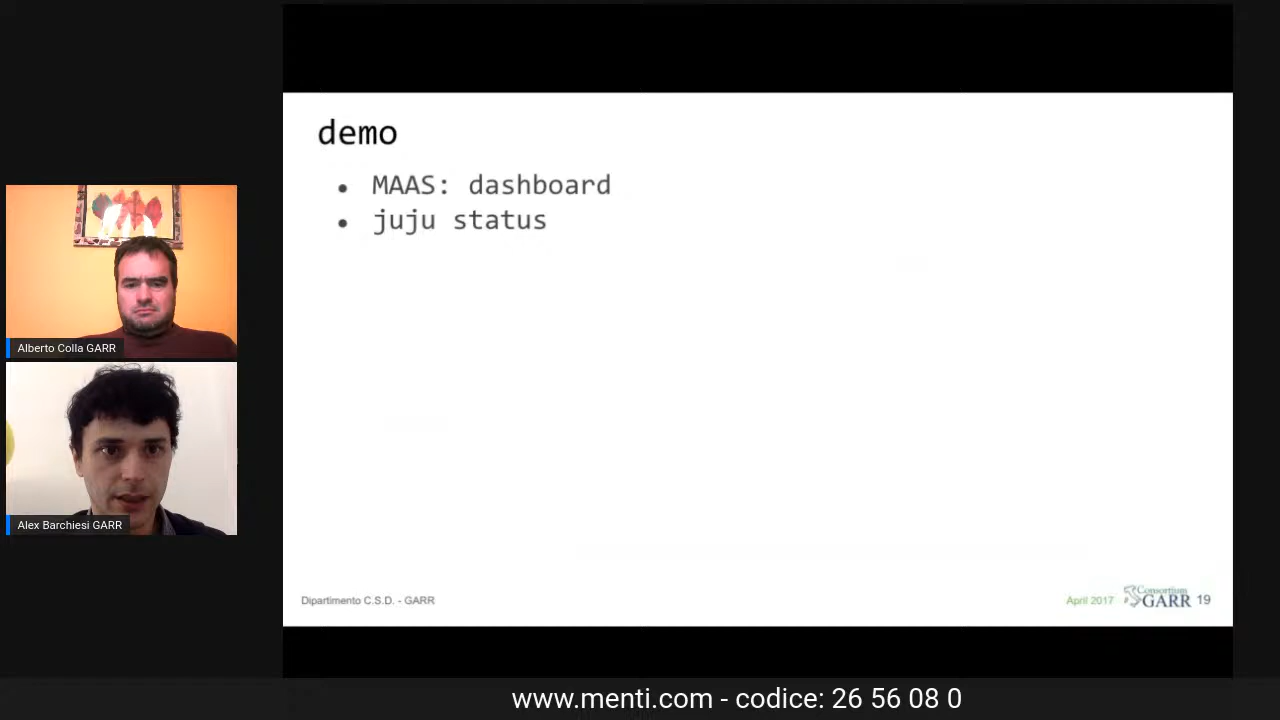 demo
● MAAS: dashboard
● juju status
Alberto Colla GARR
Alex Barchiesi GARR
Dipartimento C.S.D. - GARR
April 2017
Consortium
GARR
19
www.menti.com - codice: 26 56 08 0